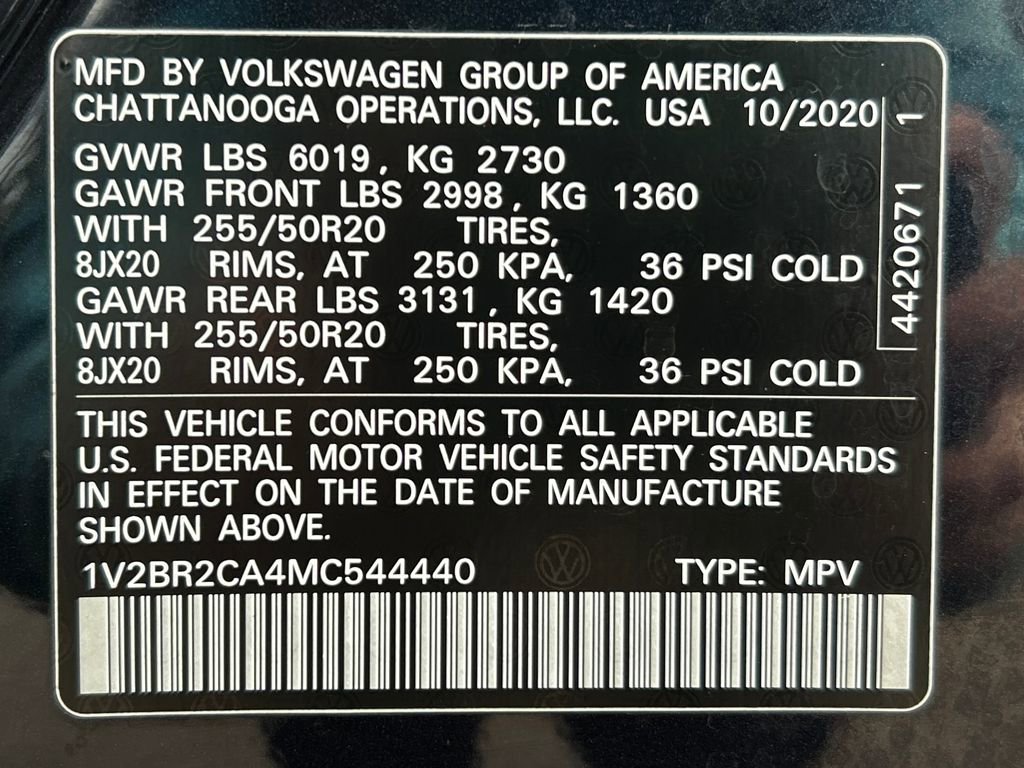 MFD BY VOLKSWAGEN GROUP OF AMERICA
CHATTANOOGA OPERATIONS, LLC. USA 10/2020
GVWR LBS 6019, KG 2730
GAWR FRONT LBS 2998, KG 1360
WITH 255/50R20 TIRES,
8JX20 RIMS, AT 250 KPA, 36 PSI COLD
GAWR REAR LBS 3131, KG 1420
WITH 255/50R20 TIRES,
8JX20 RIMS, AT 250 KPA, 36 PSI COLD
4420671 1
THIS VEHICLE CONFORMS TO ALL APPLICABLE
U.S. FEDERAL MOTOR VEHICLE SAFETY STANDARDS
IN EFFECT ON THE DATE OF MANUFACTURE
SHOWN ABOVE.
1V2BR2CA4MC544440 TYPE: MPV